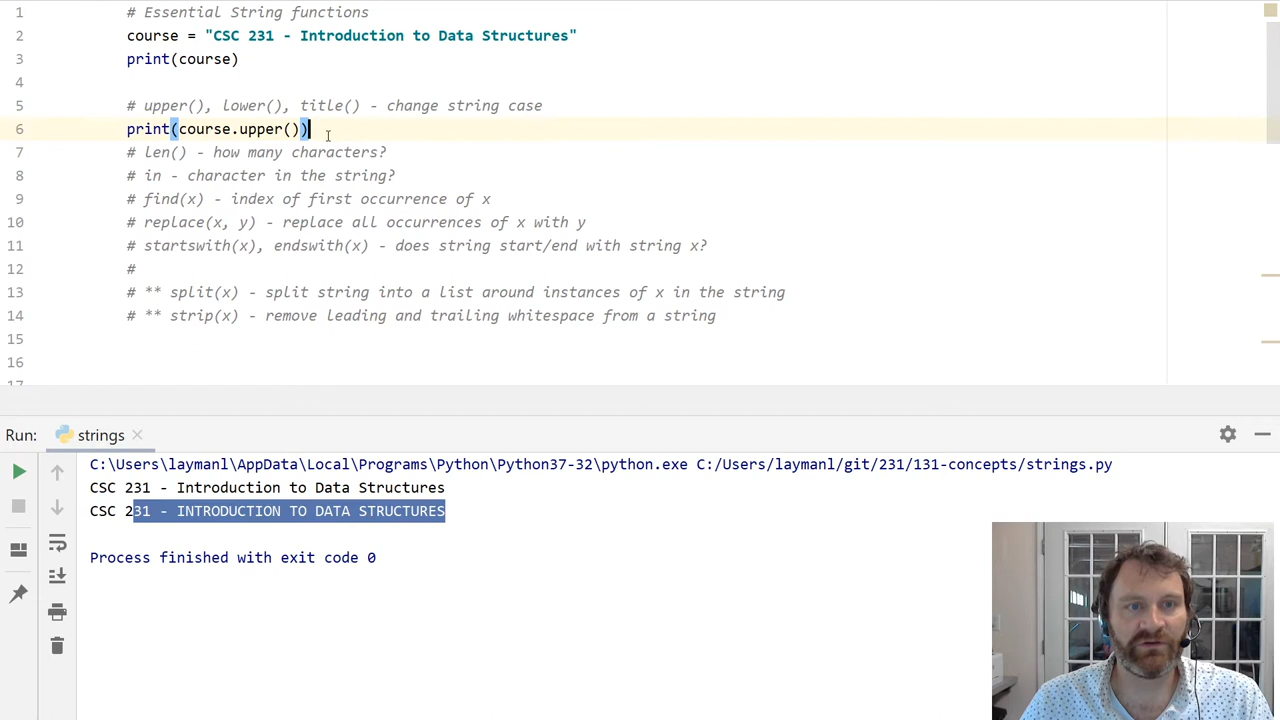 1 # Essential String functions
2 course = "CSC 231 - Introduction to Data Structures"
3 print(course)
4
5 # upper(), lower(), title() - change string case
6 print(course.upper())
7 # len() - how many characters?
8 # in - character in the string?
9 # find(x) - index of first occurrence of x
10 # replace(x, y) - replace all occurrences of x with y
11 # startswith(x), endswith(x) - does string start/end with string x?
12 #
13 # ** split(x) - split string into a list around instances of x in the string
14 # ** strip(x) - remove leading and trailing whitespace from a string
15
16
17
Run: strings
C:\Users\laymanl\AppData\Local\Programs\Python\Python37-32\python.exe C:/Users/laymanl/git/231/131-concepts/strings.py
CSC 231 - Introduction to Data Structures
CSC 231 - INTRODUCTION TO DATA STRUCTURES
Process finished with exit code 0